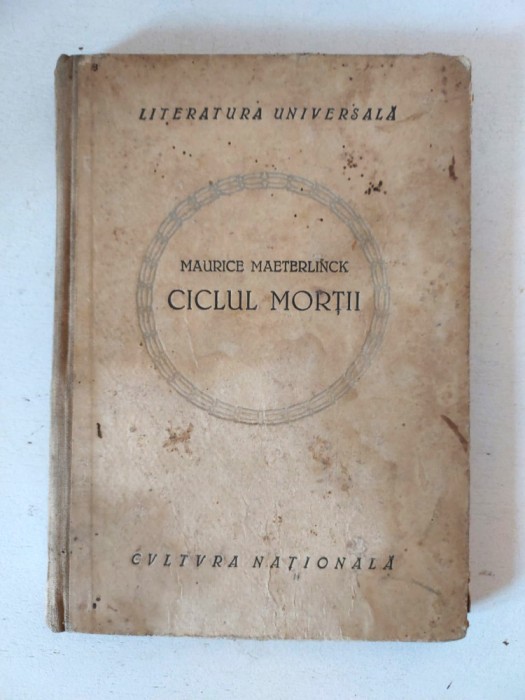 LITERATURA UNIVERSALĂ
MAURICE MAETERLINCK
CICLUL MORȚII
CVLTVRA NAȚIONALĂ